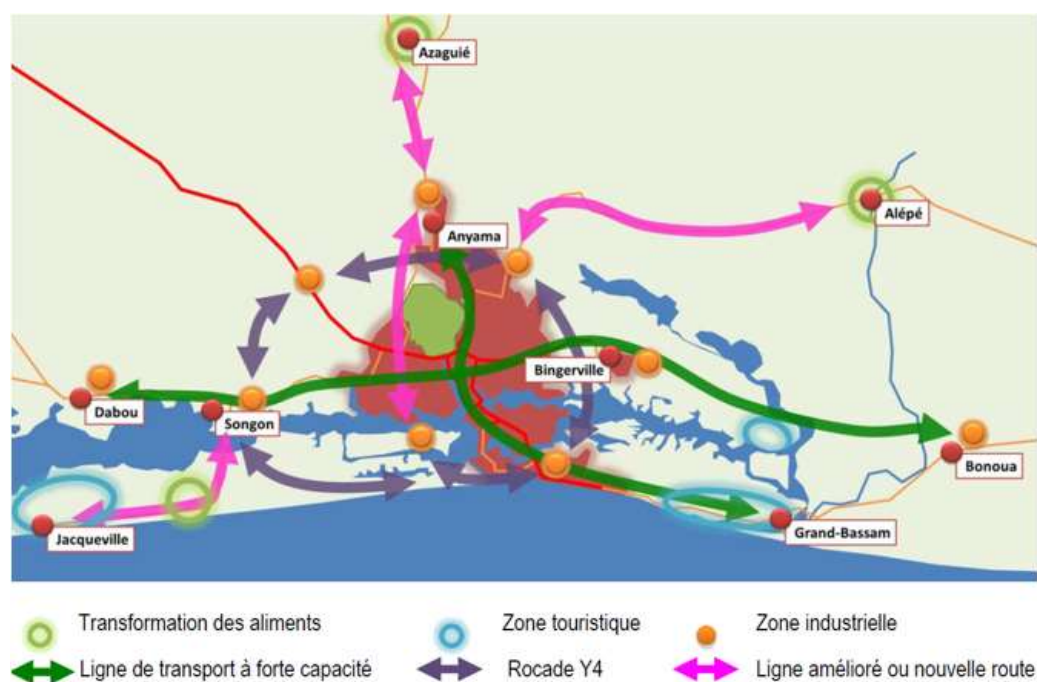 Azaguié
Alépé
Anyama
Bingerville
Dabou
Songon
Bonoua
Jacqueville
Grand-Bassam
Transformation des aliments
Zone touristique
Zone industrielle
Ligne de transport à forte capacité
Rocade Y4
Ligne amélioré ou nouvelle route